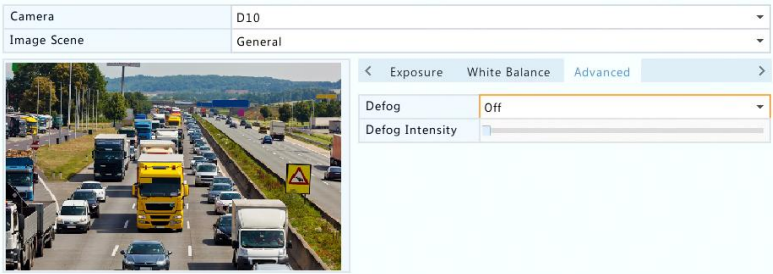 Camera D10
Image Scene General
< Exposure White Balance Advanced >
Defog Off
Defog Intensity